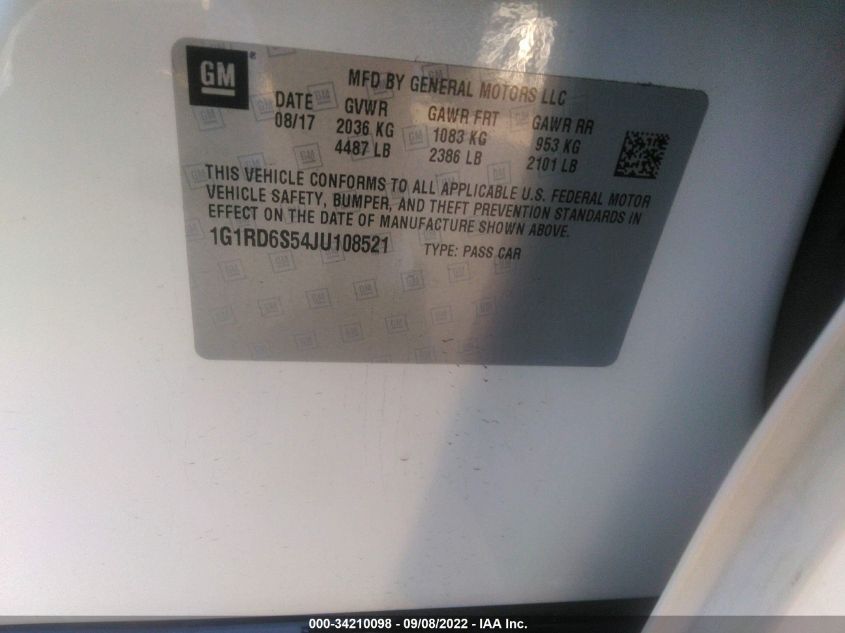 GM ®
MFD BY GENERAL MOTORS LLC
DATE GVWR GAWR FRT GAWR RR
08/17 2036 KG 1083 KG 953 KG
4487 LB 2386 LB 2101 LB
THIS VEHICLE CONFORMS TO ALL APPLICABLE U.S. FEDERAL MOTOR
VEHICLE SAFETY, BUMPER, AND THEFT PREVENTION STANDARDS IN
EFFECT ON THE DATE OF MANUFACTURE SHOWN ABOVE.
1G1RD6S54JU108521 TYPE: PASS CAR
000-34210098 - 09/08/2022 - IAA Inc.